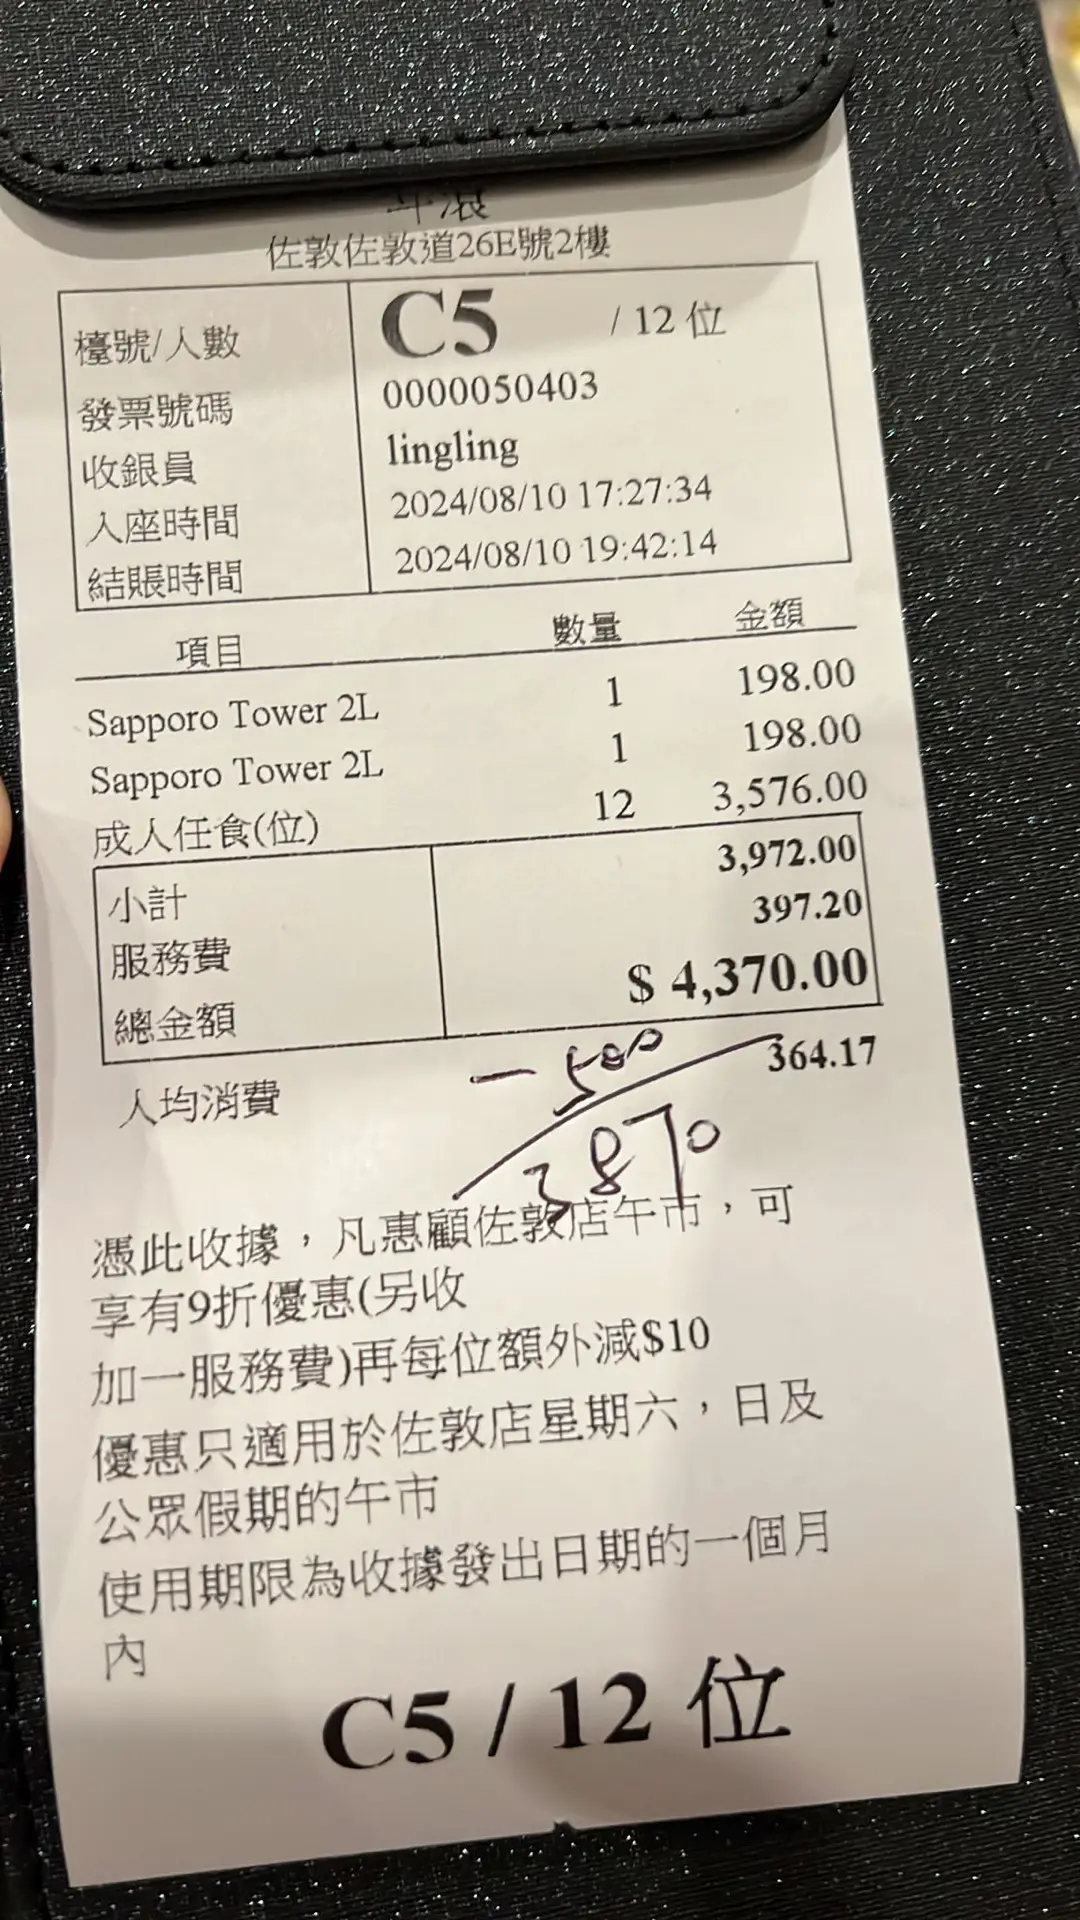 佐敦佐敦道26E號2樓
檯號/人數 C5 / 12 位
發票號碼 0000050403
收銀員 lingling
入座時間 2024/08/10 17:27:34
結賬時間 2024/08/10 19:42:14
項目 數量 金額
Sapporo Tower 2L 1 198.00
Sapporo Tower 2L 1 198.00
成人任食(位) 12 3,576.00
小計 3,972.00
服務費 397.20
總金額 $ 4,370.00
人均消費 364.17
- 500
3870
憑此收據，凡惠顧佐敦店午市，可
享有9折優惠(另收
加一服務費)再每位額外減$10
優惠只適用於佐敦店星期六，日及
公眾假期的午市
使用期限為收據發出日期的一個月
內
C5 / 12 位